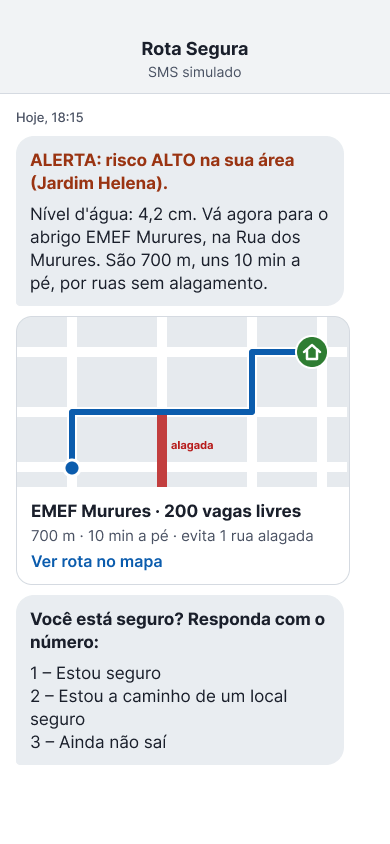 Rota Segura
SMS simulado
Hoje, 18:15
ALERTA: risco ALTO na sua área
(Jardim Helena).
Nível d'água: 4,2 cm. Vá agora para o
abrigo EMEF Murures, na Rua dos
Murures. São 700 m, uns 10 min a
pé, por ruas sem alagamento.
alagada
EMEF Murures · 200 vagas livres
700 m · 10 min a pé · evita 1 rua alagada
Ver rota no mapa
Você está seguro? Responda com o
número:
1 – Estou seguro
2 – Estou a caminho de um local
seguro
3 – Ainda não saí